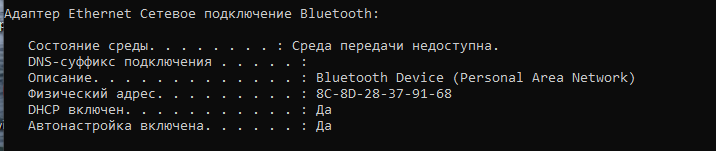 Адаптер Ethernet Сетевое подключение Bluetooth:
Состояние среды. . . . . . . . : Среда передачи недоступна.
DNS-суффикс подключения . . . . . :
Описание. . . . . . . . . . . . . : Bluetooth Device (Personal Area Network)
Физический адрес. . . . . . . . . : 8C-8D-28-37-91-68
DHCP включен. . . . . . . . . . . : Да
Автонастройка включена. . . . . . : Да